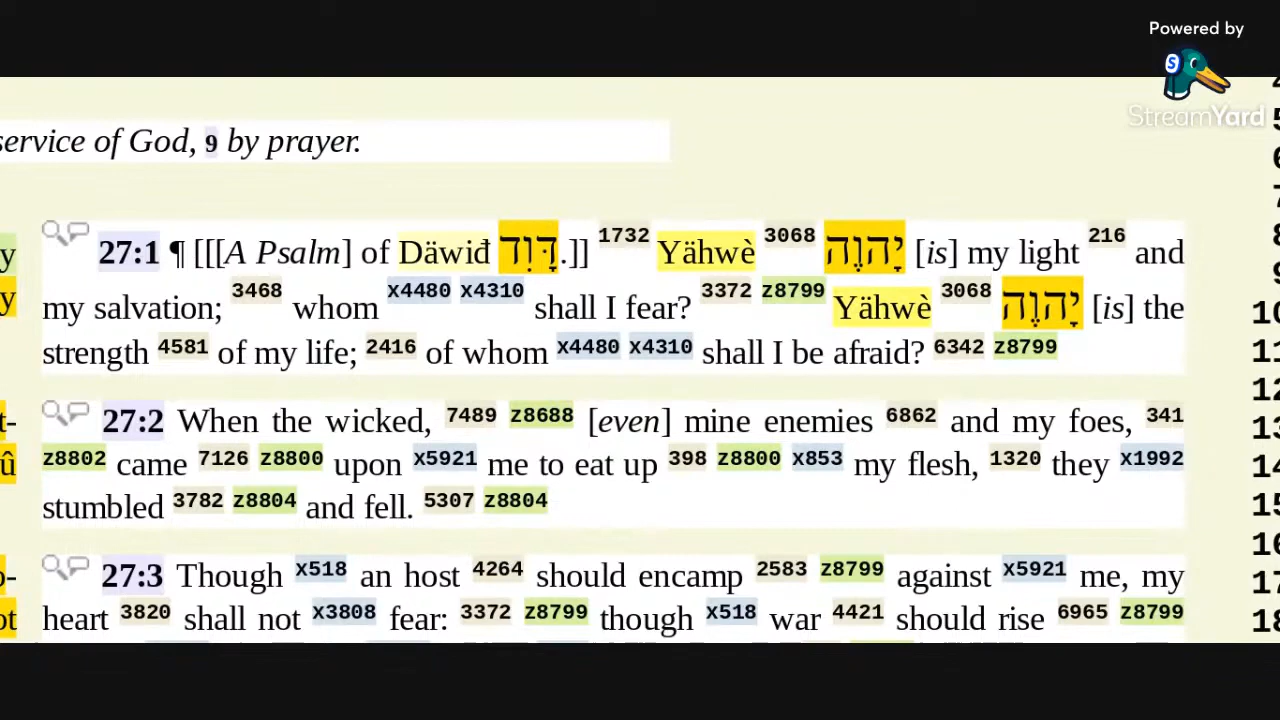 Powered by
StreamYard
service of God, 9 by prayer.
27:1 ¶ [[[A Psalm] of Däwiđ דָּוִד.]] 1732 Yähwè 3068 יָהוֶה [is] my light 216 and
my salvation; 3468 whom x4480 x4310 shall I fear? 3372 z8799 Yähwè 3068 יָהוֶה [is] the
strength 4581 of my life; 2416 of whom x4480 x4310 shall I be afraid? 6342 z8799
27:2 When the wicked, 7489 z8688 [even] mine enemies 6862 and my foes, 341
z8802 came 7126 z8800 upon x5921 me to eat up 398 z8800 x853 my flesh, 1320 they x1992
stumbled 3782 z8804 and fell. 5307 z8804
27:3 Though x518 an host 4264 should encamp 2583 z8799 against x5921 me, my
heart 3820 shall not x3808 fear: 3372 z8799 though x518 war 4421 should rise 6965 z8799
y
y
t-
û
o-
ot
5
6
7
8
9
10
11
12
13
14
15
16
17
18